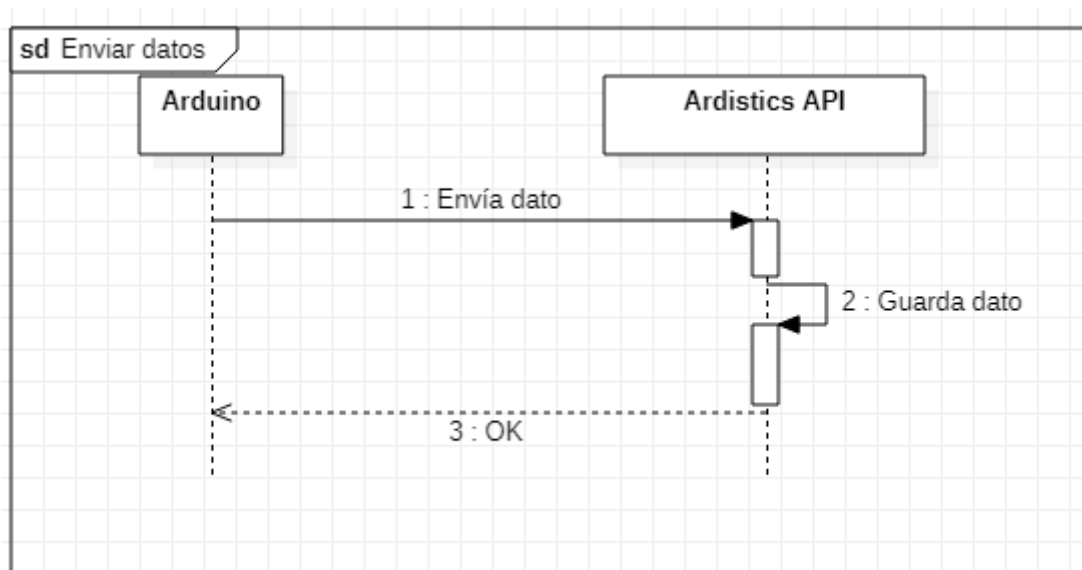 sd Enviar datos
Arduino
Ardistics API
1 : Envía dato
2 : Guarda dato
3 : OK